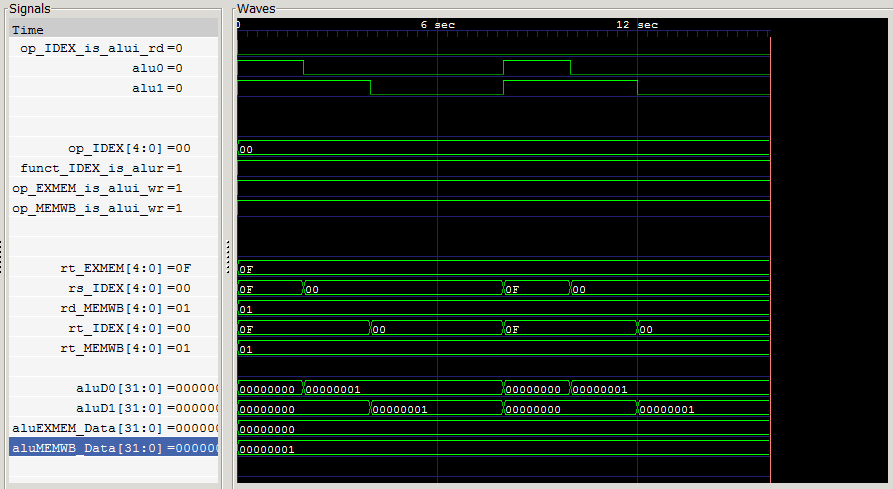 Signals
Waves
Time
0 6 sec 12 sec
op_IDEX_is_alui_rd=0
alu0=0
alu1=0
op_IDEX[4:0]=00
00
funct_IDEX_is_alur=1
op_EXMEM_is_alui_wr=1
op_MEMWB_is_alui_wr=1
rt_EXMEM[4:0]=0F
0F
rs_IDEX[4:0]=00
0F 00 0F 00
rd_MEMWB[4:0]=01
01
rt_IDEX[4:0]=00
0F 00 0F 00
rt_MEMWB[4:0]=01
01
aluD0[31:0]=000000
00000000 00000001 00000000 00000001
aluD1[31:0]=000000
00000000 00000001 00000000 00000001
aluEXMEM_Data[31:0]=000000
00000000
aluMEMWB_Data[31:0]=000000
00000001